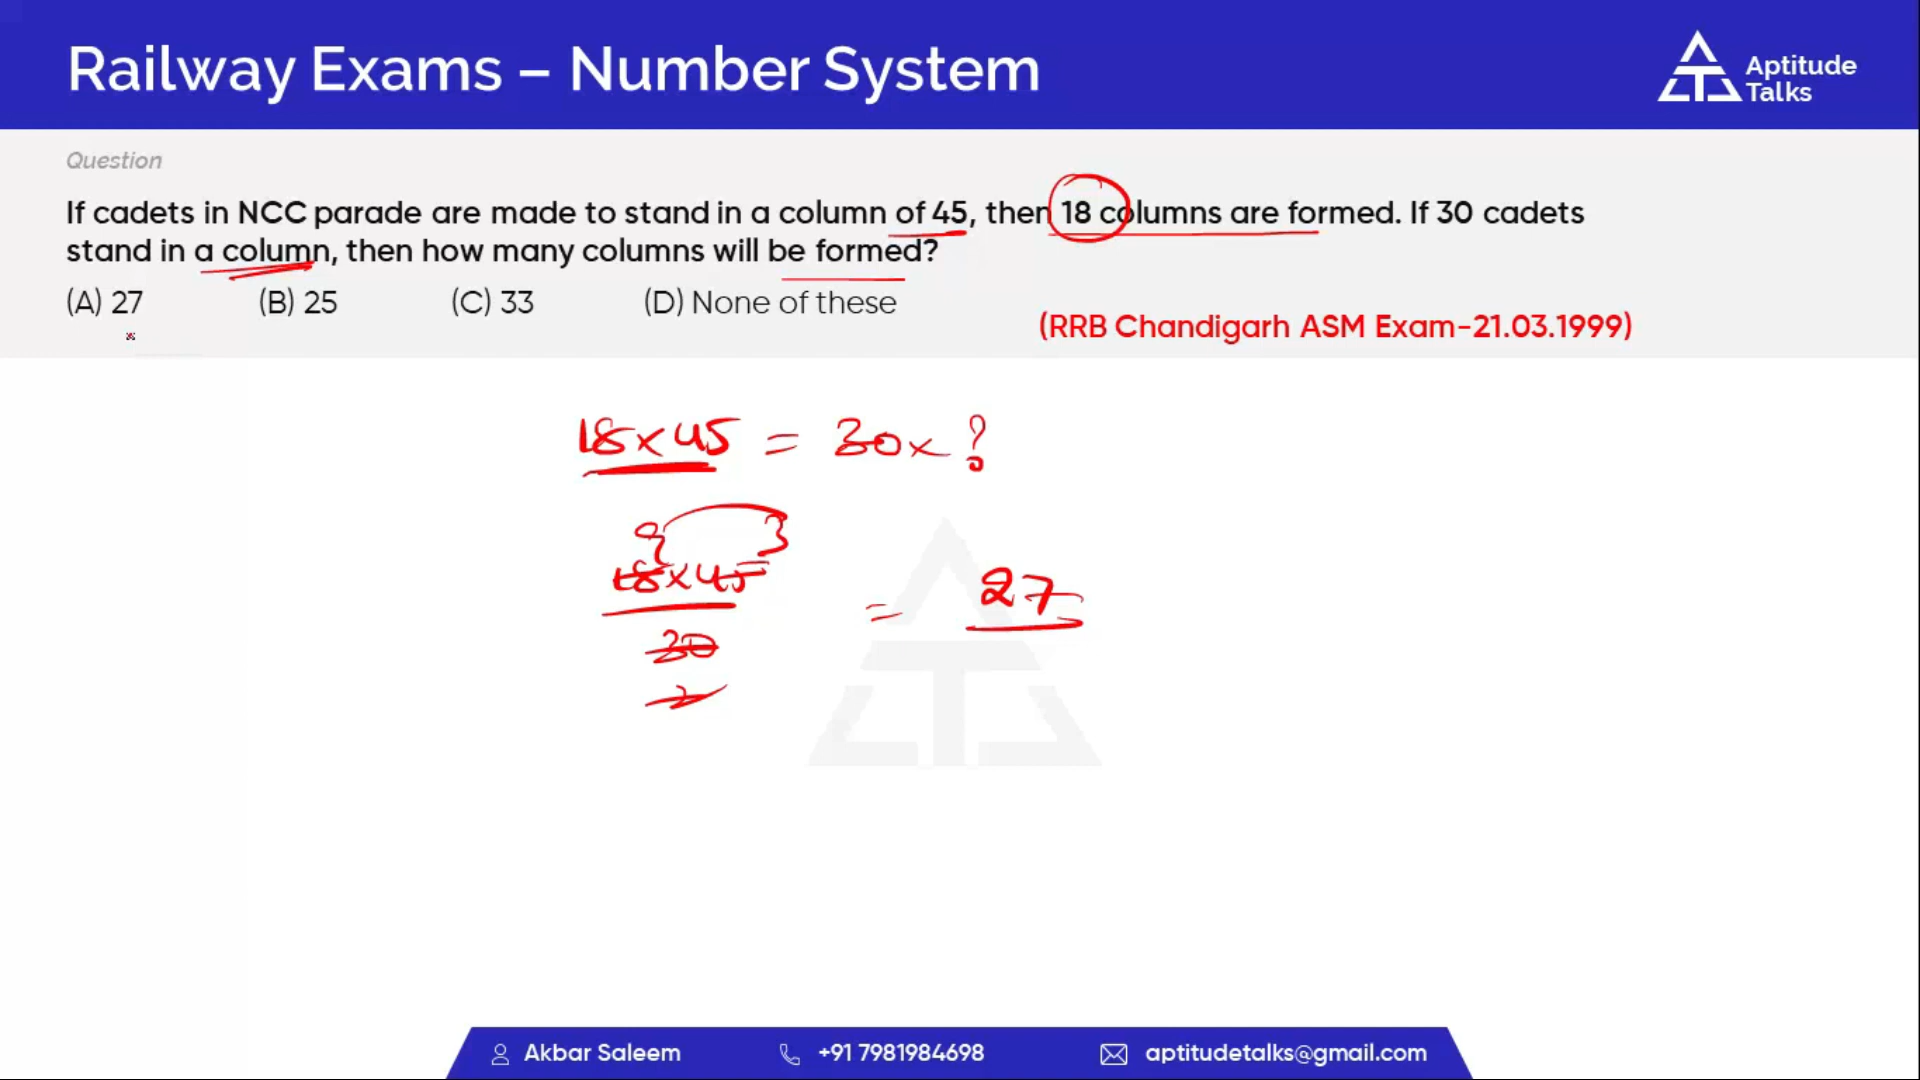 Railway Exams – Number System
Aptitude
Talks
Question
If cadets in NCC parade are made to stand in a column of 45, then 18 columns are formed. If 30 cadets
stand in a column, then how many columns will be formed?
(A) 27 (B) 25 (C) 33 (D) None of these
(RRB Chandigarh ASM Exam-21.03.1999)
18 x 45 = 30 x ?
9 3
18 x 45
= 27
30
2
Akbar Saleem +91 7981984698 aptitudetalks@gmail.com